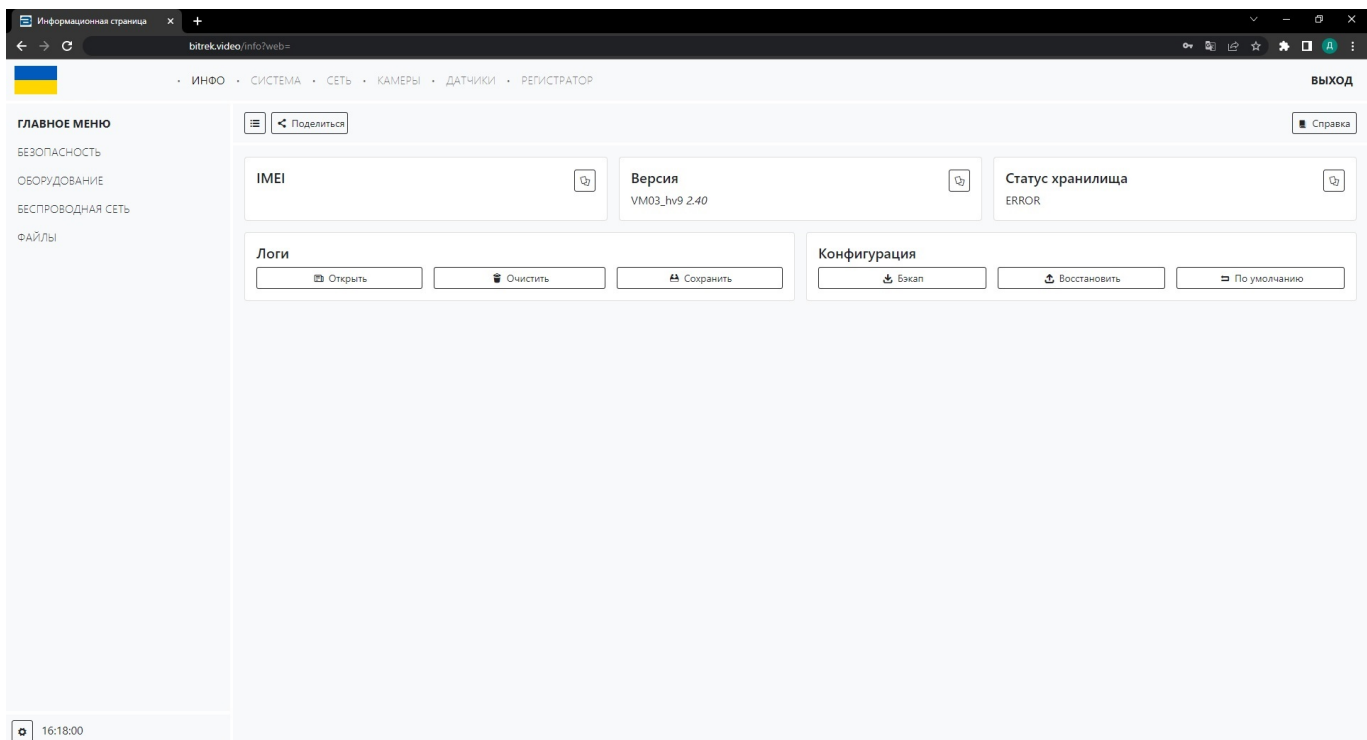 Информационная страница
bitrek.video/info?web=
Д
• ИНФО • СИСТЕМА • СЕТЬ • КАМЕРЫ • ДАТЧИКИ • РЕГИСТРАТОР
ВЫХОД
ГЛАВНОЕ МЕНЮ
БЕЗОПАСНОСТЬ
ОБОРУДОВАНИЕ
БЕСПРОВОДНАЯ СЕТЬ
ФАЙЛЫ
Поделиться
Справка
IMEI
Версия
VM03_hv9 2.40
Статус хранилища
ERROR
Логи
Открыть
Очистить
Сохранить
Конфигурация
Бэкап
Восстановить
По умолчанию
16:18:00